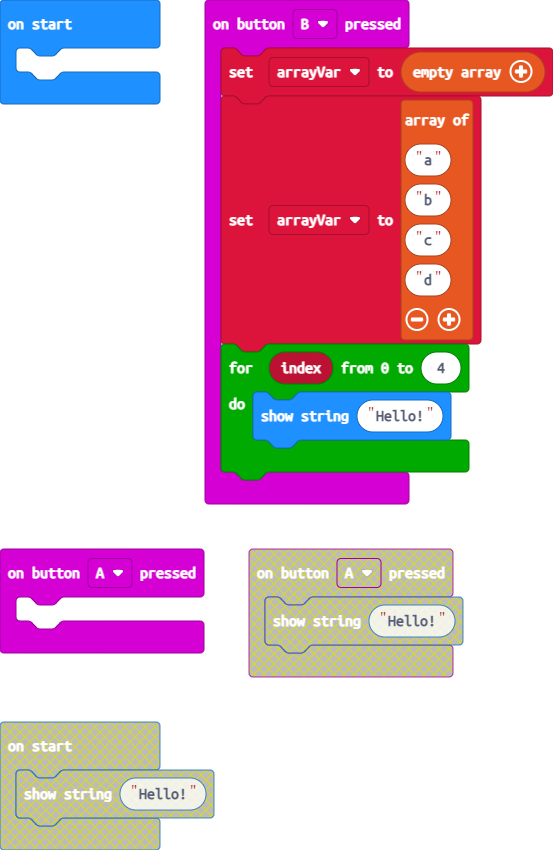 on start
on button B pressed
set arrayVar to empty array
set arrayVar to array of
"a"
"b"
"c"
"d"
for index from 0 to 4
do show string "Hello!"
on button A pressed
on button A pressed
show string "Hello!"
on start
show string "Hello!"